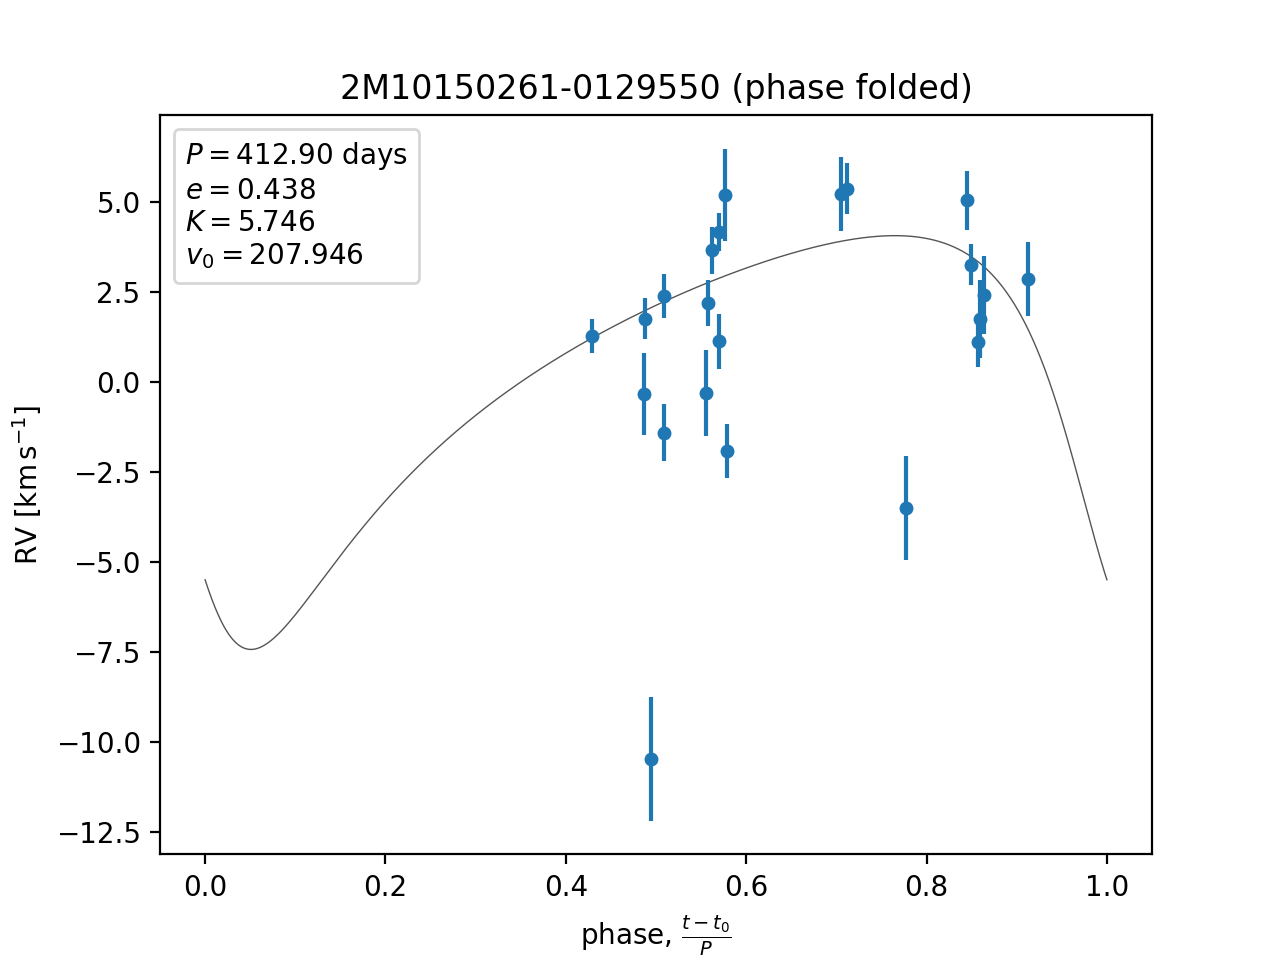 2M10150261-0129550 (phase folded)
P = 412.90 days
e = 0.438
K = 5.746
v₀ = 207.946
5.0
2.5
0.0
−2.5
−5.0
−7.5
−10.0
−12.5
RV [km s⁻¹]
0.0 0.2 0.4 0.6 0.8 1.0
phase, (t − t₀)/P